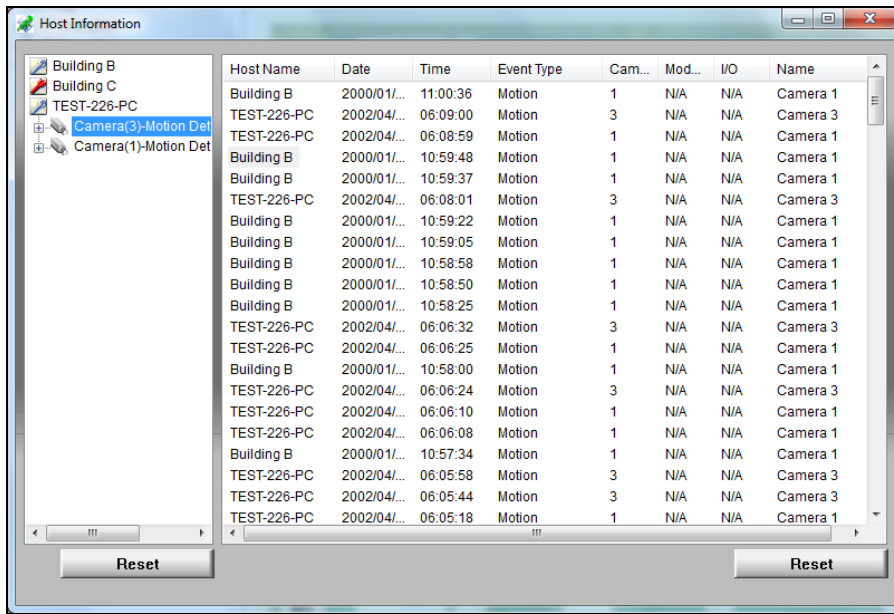 Host Information
Building B
Building C
TEST-226-PC
Camera(3)-Motion Det
Camera(1)-Motion Det
Host Name Date Time Event Type Cam... Mod... I/O Name
Building B 2000/01/... 11:00:36 Motion 1 N/A N/A Camera 1
TEST-226-PC 2002/04/... 06:09:00 Motion 3 N/A N/A Camera 3
TEST-226-PC 2002/04/... 06:08:59 Motion 1 N/A N/A Camera 1
Building B 2000/01/... 10:59:48 Motion 1 N/A N/A Camera 1
Building B 2000/01/... 10:59:37 Motion 1 N/A N/A Camera 1
TEST-226-PC 2002/04/... 06:08:01 Motion 3 N/A N/A Camera 3
Building B 2000/01/... 10:59:22 Motion 1 N/A N/A Camera 1
Building B 2000/01/... 10:59:05 Motion 1 N/A N/A Camera 1
Building B 2000/01/... 10:58:58 Motion 1 N/A N/A Camera 1
Building B 2000/01/... 10:58:50 Motion 1 N/A N/A Camera 1
Building B 2000/01/... 10:58:25 Motion 1 N/A N/A Camera 1
TEST-226-PC 2002/04/... 06:06:32 Motion 3 N/A N/A Camera 3
TEST-226-PC 2002/04/... 06:06:25 Motion 1 N/A N/A Camera 1
Building B 2000/01/... 10:58:00 Motion 1 N/A N/A Camera 1
TEST-226-PC 2002/04/... 06:06:24 Motion 3 N/A N/A Camera 3
TEST-226-PC 2002/04/... 06:06:10 Motion 1 N/A N/A Camera 1
TEST-226-PC 2002/04/... 06:06:08 Motion 1 N/A N/A Camera 1
Building B 2000/01/... 10:57:34 Motion 1 N/A N/A Camera 1
TEST-226-PC 2002/04/... 06:05:58 Motion 3 N/A N/A Camera 3
TEST-226-PC 2002/04/... 06:05:44 Motion 3 N/A N/A Camera 3
TEST-226-PC 2002/04/... 06:05:18 Motion 1 N/A N/A Camera 1
Reset Reset